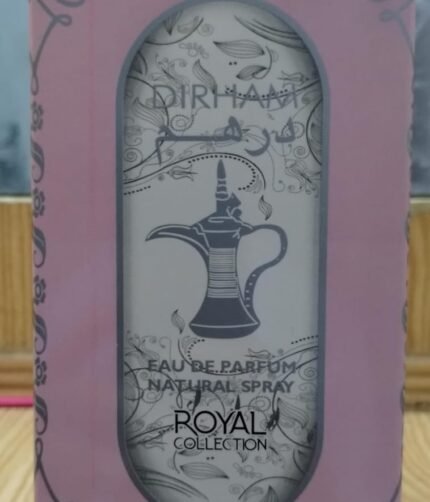 DIRHAM
درهم
EAU DE PARFUM
NATURAL SPRAY
ROYAL
COLLECTION